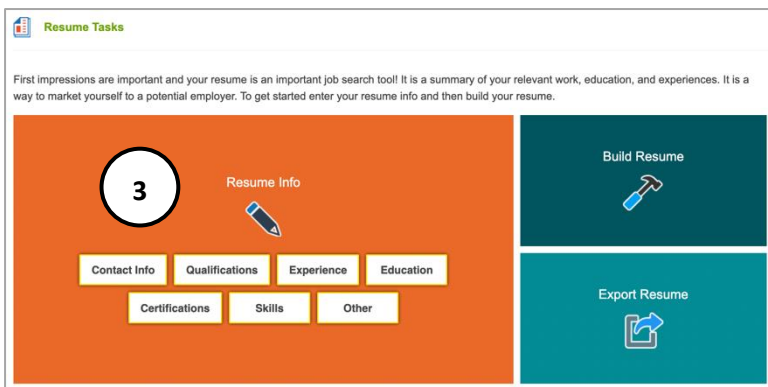 Resume Tasks
First impressions are important and your resume is an important job search tool! It is a summary of your relevant work, education, and experiences. It is a
way to market yourself to a potential employer. To get started enter your resume info and then build your resume.
3
Resume Info
Contact Info Qualifications Experience Education
Certifications Skills Other
Build Resume
Export Resume